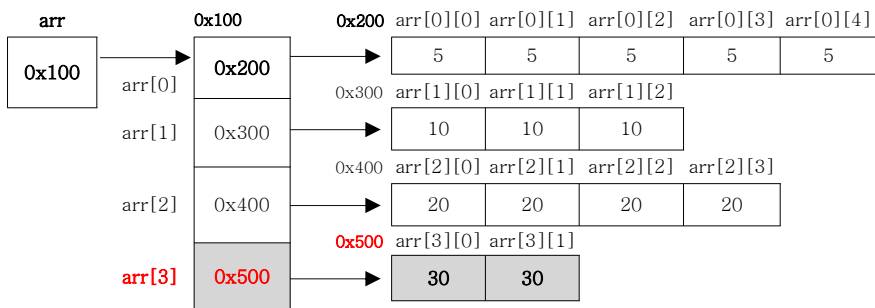 arr 0x100 0x200 arr[0][0] arr[0][1] arr[0][2] arr[0][3] arr[0][4]
0x100 0x200 5 5 5 5 5
arr[0]
0x300 arr[1][0] arr[1][1] arr[1][2]
arr[1] 0x300 10 10 10
0x400 arr[2][0] arr[2][1] arr[2][2] arr[2][3]
arr[2] 0x400 20 20 20 20
0x500 arr[3][0] arr[3][1]
arr[3] 0x500 30 30